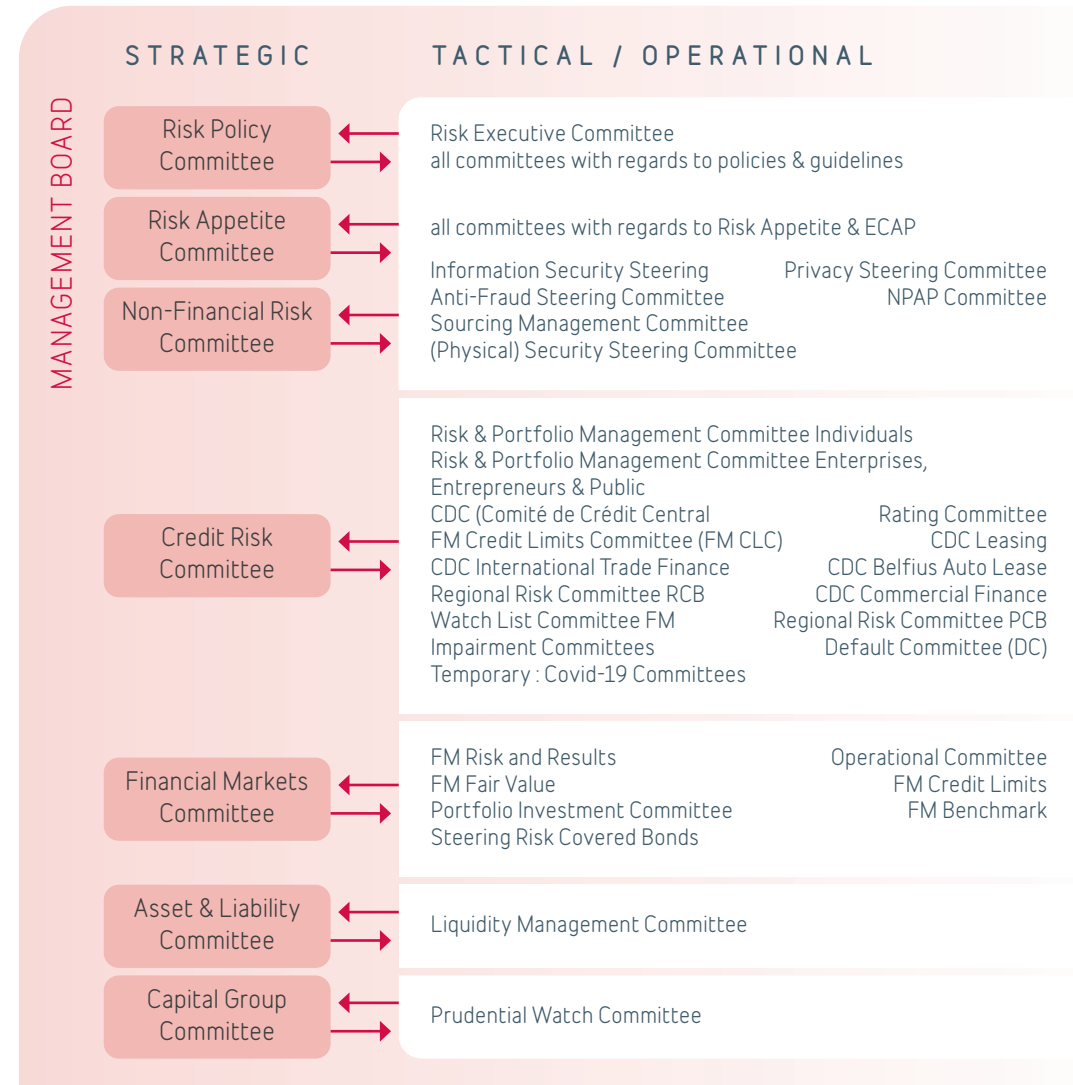 STRATEGIC
TACTICAL / OPERATIONAL
MANAGEMENT BOARD
Risk Policy
Committee
Risk Executive Committee
all committees with regards to policies & guidelines
Risk Appetite
Committee
all committees with regards to Risk Appetite & ECAP
Non-Financial Risk
Committee
Information Security Steering
Privacy Steering Committee
Anti-Fraud Steering Committee
NPAP Committee
Sourcing Management Committee
(Physical) Security Steering Committee
Credit Risk
Committee
Risk & Portfolio Management Committee Individuals
Risk & Portfolio Management Committee Enterprises,
Entrepreneurs & Public
CDC (Comité de Crédit Central
Rating Committee
FM Credit Limits Committee (FM CLC)
CDC Leasing
CDC International Trade Finance
CDC Belfius Auto Lease
Regional Risk Committee RCB
CDC Commercial Finance
Watch List Committee FM
Regional Risk Committee PCB
Impairment Committees
Default Committee (DC)
Temporary : Covid-19 Committees
Financial Markets
Committee
FM Risk and Results
Operational Committee
FM Fair Value
FM Credit Limits
Portfolio Investment Committee
FM Benchmark
Steering Risk Covered Bonds
Asset & Liability
Committee
Liquidity Management Committee
Capital Group
Committee
Prudential Watch Committee